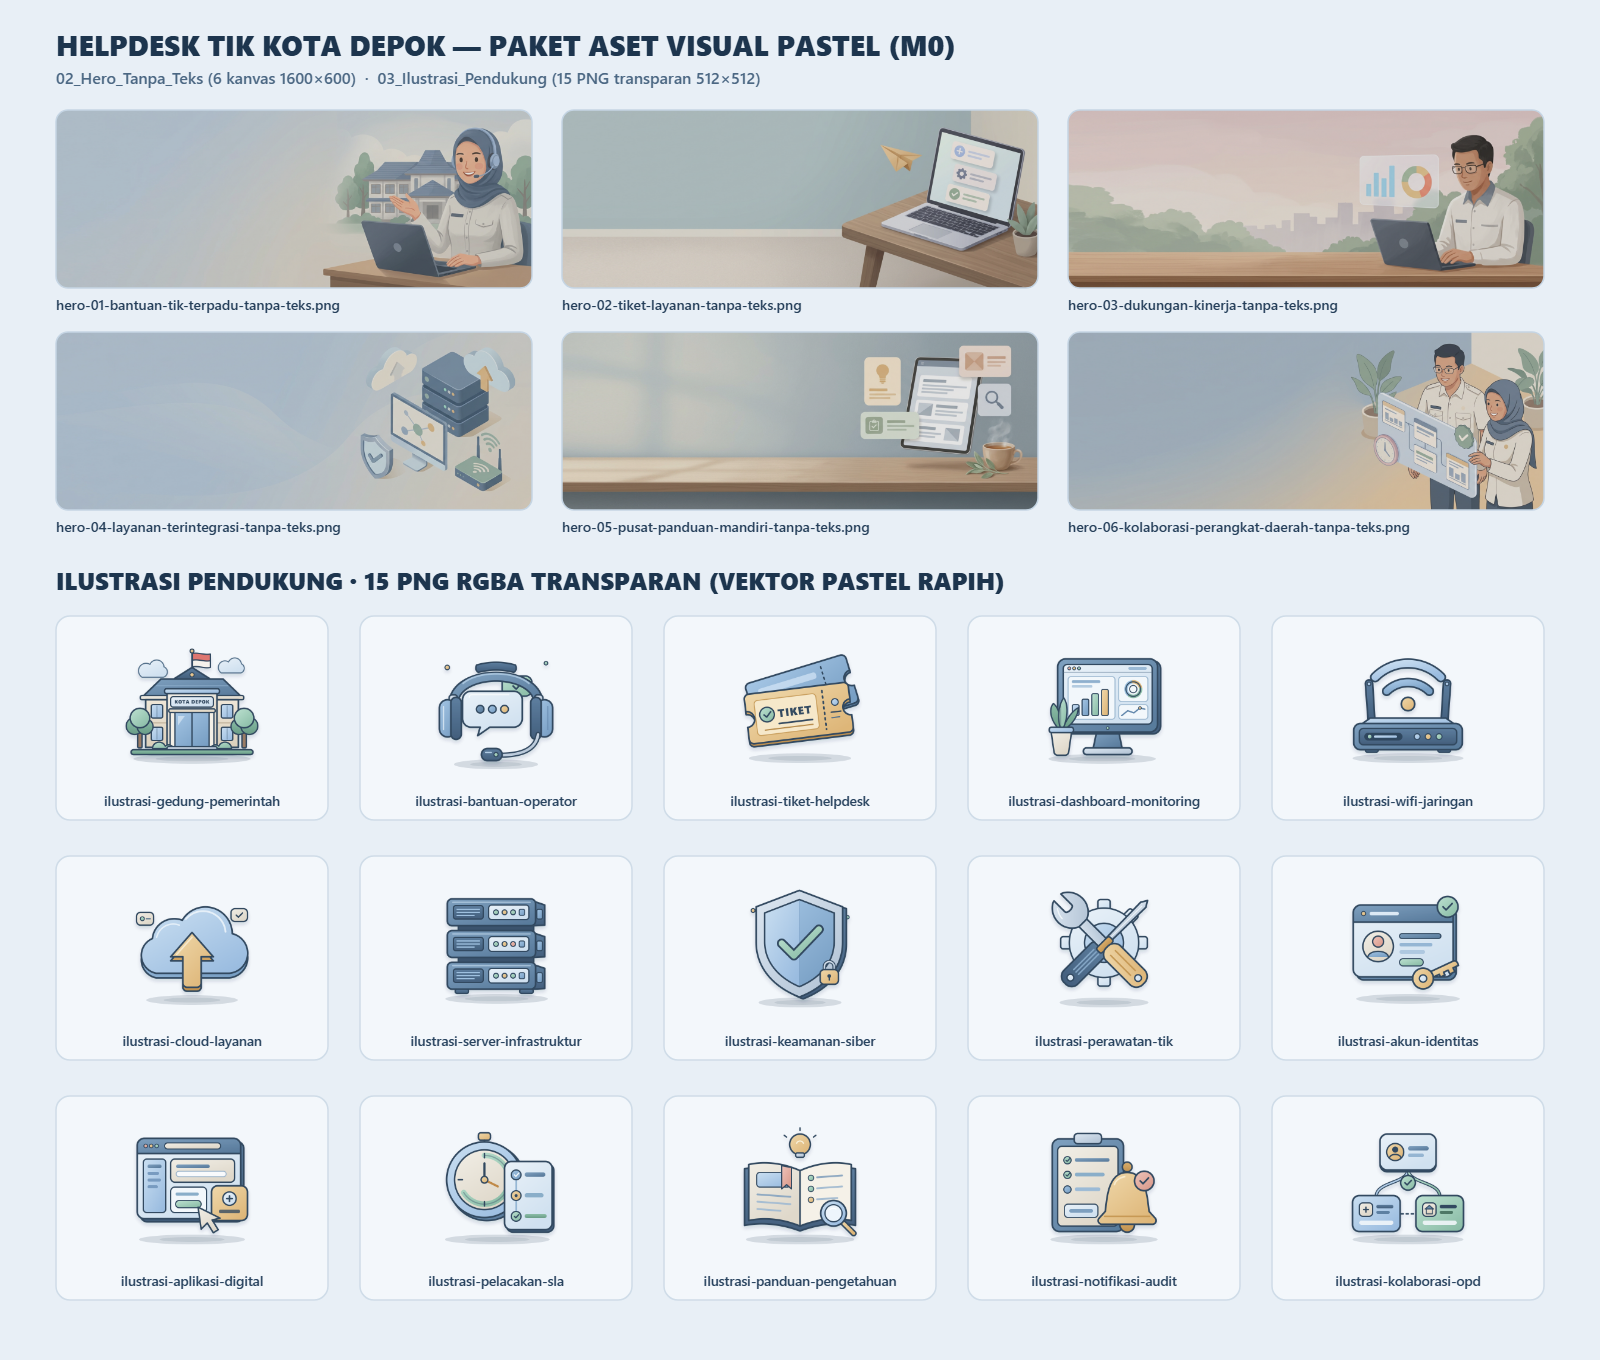 HELPDESK TIK KOTA DEPOK — PAKET ASET VISUAL PASTEL (M0)
02_Hero_Tanpa_Teks (6 kanvas 1600×600) · 03_Ilustrasi_Pendukung (15 PNG transparan 512×512)
hero-01-bantuan-tik-terpadu-tanpa-teks.png
hero-02-tiket-layanan-tanpa-teks.png
hero-03-dukungan-kinerja-tanpa-teks.png
hero-04-layanan-terintegrasi-tanpa-teks.png
hero-05-pusat-panduan-mandiri-tanpa-teks.png
hero-06-kolaborasi-perangkat-daerah-tanpa-teks.png
ILUSTRASI PENDUKUNG · 15 PNG RGBA TRANSPARAN (VEKTOR PASTEL RAPIH)
KOTA DEPOK
ilustrasi-gedung-pemerintah
ilustrasi-bantuan-operator
TIKET
ilustrasi-tiket-helpdesk
ilustrasi-dashboard-monitoring
ilustrasi-wifi-jaringan
ilustrasi-cloud-layanan
ilustrasi-server-infrastruktur
ilustrasi-keamanan-siber
ilustrasi-perawatan-tik
ilustrasi-akun-identitas
ilustrasi-aplikasi-digital
ilustrasi-pelacakan-sla
ilustrasi-panduan-pengetahuan
ilustrasi-notifikasi-audit
ilustrasi-kolaborasi-opd